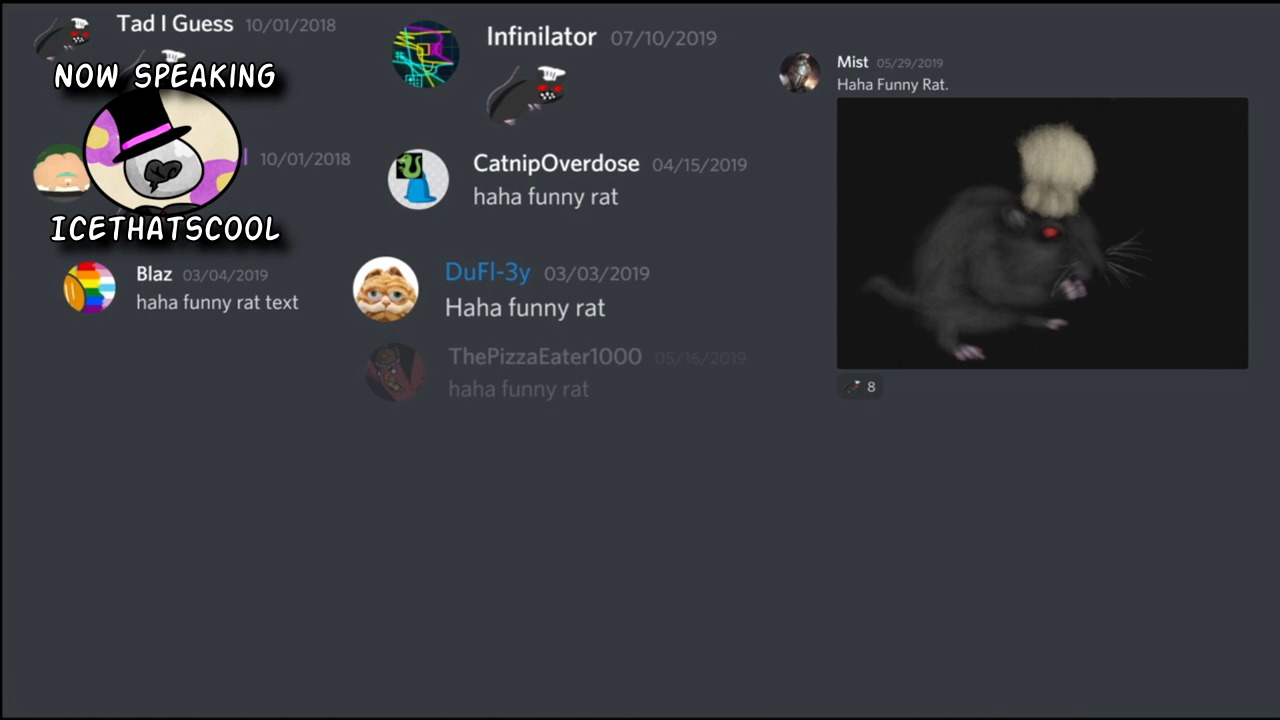 Tad I Guess 10/01/2018
NOW SPEAKING
10/01/2018
ICETHATSCOOL
Blaz 03/04/2019
haha funny rat text
Infinilator 07/10/2019
CatnipOverdose 04/15/2019
haha funny rat
DuFl-3y 03/03/2019
Haha funny rat
ThePizzaEater1000 05/16/2019
haha funny rat
Mist 05/29/2019
Haha Funny Rat.
8